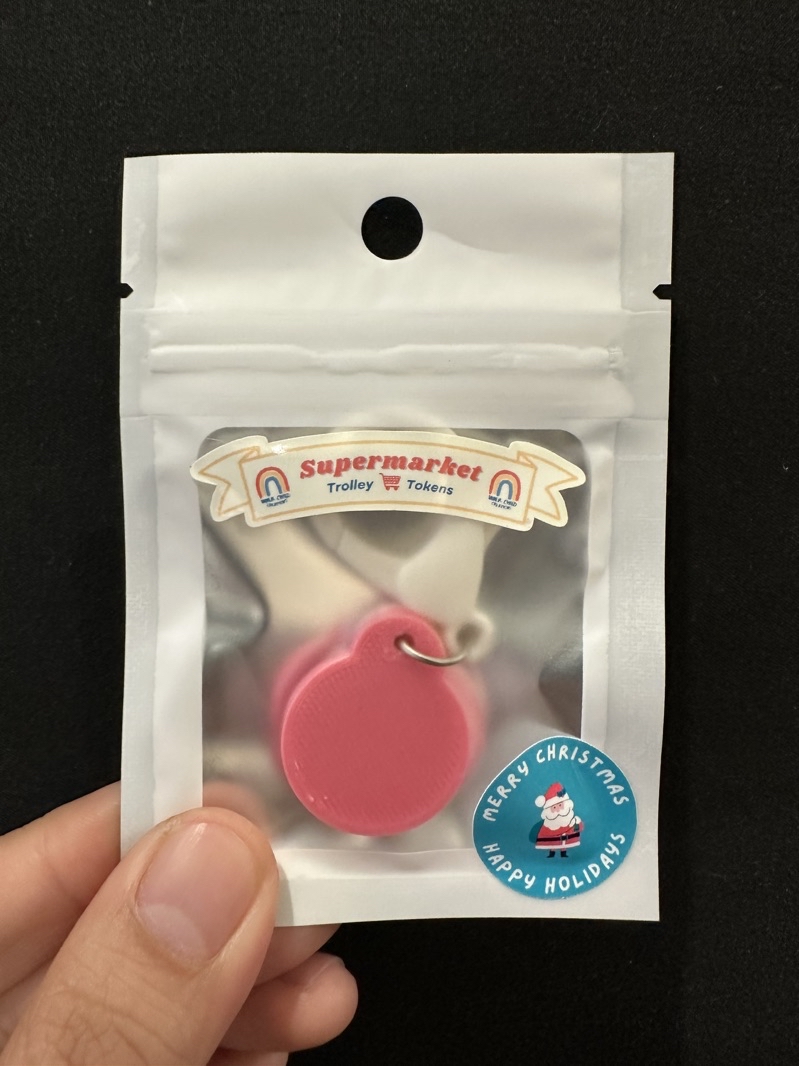 Supermarket
Trolley Tokens
MERRY CHRISTMAS
HAPPY HOLIDAYS